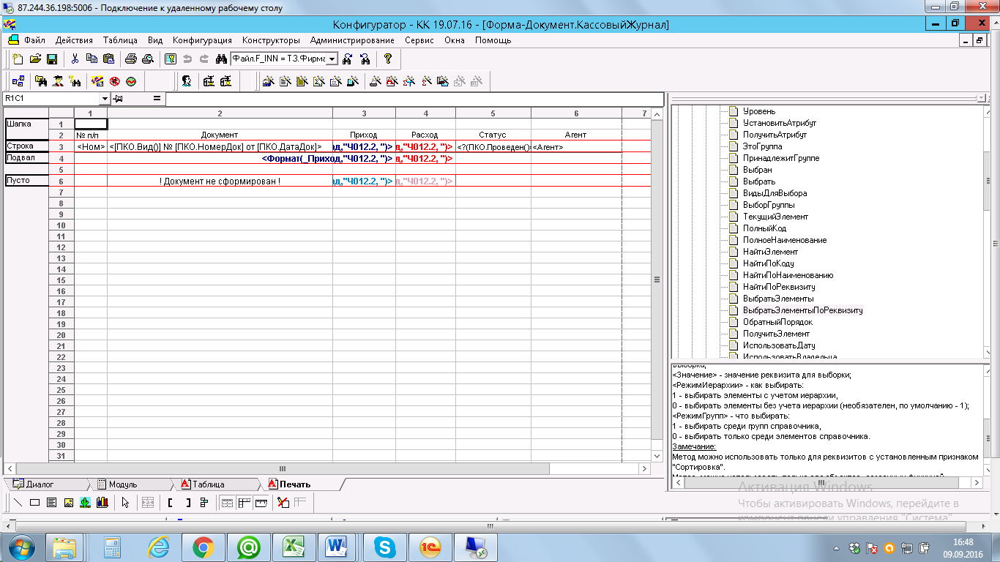 87.244.36.198:5006 - Подключение к удаленному рабочему столу
Конфигуратор - КК 19.07.16 - [Форма-Документ.КассовыйЖурнал]
Файл Действия Таблица Вид Конфигурация Конструкторы Администрирование Сервис Окна Помощь
Файл.F_INN = ТЗ.Фирма
R1C1 =
1 2 3 4 5 6 7
Шапка 1
2 № п/п Документ Приход Расход Статус Агент
Строка 3 <Ном> <[ПКО.Вид()] № [ПКО.НомерДок] от [ПКО.ДатаДок]> од,"Ч012.2, ")> д,"Ч012.2, ")> <?(ПКО.Проведен() <Агент>
Подвал 4 <Формат(_Приход,"Ч012.2, ")> д,"Ч012.2, ")>
5
Пусто 6 ! Документ не сформирован ! од,"Ч012.2, ")> д,"Ч012.2, ")>
7
8
9
10
11
12
13
14
15
16
17
18
19
20
21
22
23
24
25
26
27
28
29
30
31
Диалог Модуль Таблица Печать
Уровень
УстановитьАтрибут
ПолучитьАтрибут
ЭтоГруппа
ПринадлежитГруппе
Выбран
Выбрать
ВидыДляВыбора
ВыборГруппы
ТекущийЭлемент
ПолныйКод
ПолноеНаименование
НайтиЭлемент
НайтиПоКоду
НайтиПоНаименованию
НайтиПоРеквизиту
ВыбратьЭлементы
ВыбратьЭлементыПоРеквизиту
ОбратныйПорядок
ПолучитьЭлемент
ИспользоватьДату
ИспользоватьВладельца
выборка;
<Значение> - значение реквизита для выборки;
<РежимИерархии> - как выбирать:
1 - выбирать элементы с учетом иерархии,
0 - выбирать элементы без учета иерархии (необязателен, по умолчанию - 1);
<РежимГрупп> - что выбирать:
1 - выбирать среди групп справочника,
0 - выбирать только среди элементов справочника.
Замечание:
Метод можно использовать только для реквизитов с установленным признаком
"Сортировка".
Активация Windows
Чтобы активировать Windows, перейдите в
компонент панели управления "Система"
16:48
09.09.2016